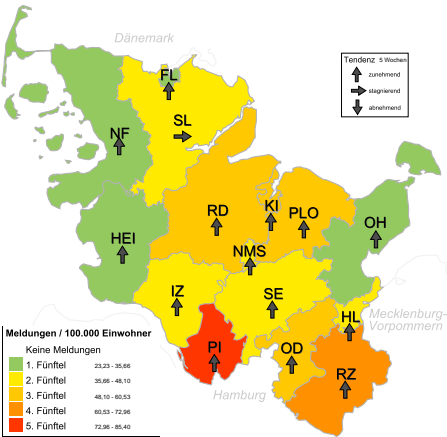 Dänemark
Tendenz 5 Wochen
zunehmend
stagnierend
abnehmend
FL
SL
NF
RD
KI
PLO
OH
HEI
NMS
IZ
SE
HL
Mecklenburg-
Vorpommern
PI
OD
RZ
Hamburg
Meldungen / 100.000 Einwohner
Keine Meldungen
1. Fünftel 23,23 - 35,66
2. Fünftel 35,66 - 48,10
3. Fünftel 48,10 - 60,53
4. Fünftel 60,53 - 72,96
5. Fünftel 72,96 - 85,40